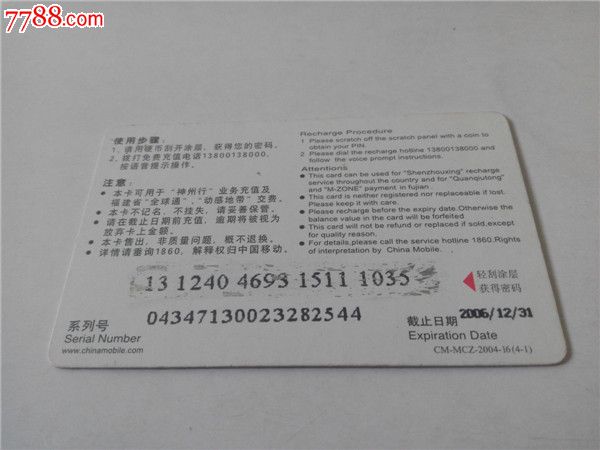 7788.com
使用步骤:
1. 请用硬币刮开涂层, 获得您的密码。
2. 拨打免费充值电话13800138000,
按语音提示操作。
注意:
● 本卡可用于“神州行”业务充值及
福建省“全球通”,“动感地带”交费。
● 本卡不记名, 不挂失, 请妥善保管。
● 请在截止日期前充值, 逾期将被视为
放弃卡上金额。
● 本卡售出, 非质量问题, 概不退换。
● 详情请垂询1860, 解释权归中国移动。
Recharge Procedure
1 Please scratch off the scratch panel with a coin to
obtain your PIN.
2 Please dial the recharge hotline 13800138000 and
follow the voice prompt instructions.
Attentions
● This card can be used for "Shenzhouxing" recharge
service throughout the country and for "Quanqiutong"
and "M-ZONE" payment in fujian .
● This card is neither registered nor replaceable if lost.
Please keep it with care.
● Please recharge before the expiry date.Otherwise the
balance value in the card will be forfeited
● This card will not be refund or replaced if sold,except
for quality reason,
● For details,please call the service hotline 1860.Rights
of interpretation by China Mobile.
13 1240 4693 1511 1035
轻刮涂层
获得密码
系列号
Serial Number
04347130023282544
截止日期
2006/12/31
Expiration Date
www.chinamobile.com
CM-MCZ-2004-16(4-1)